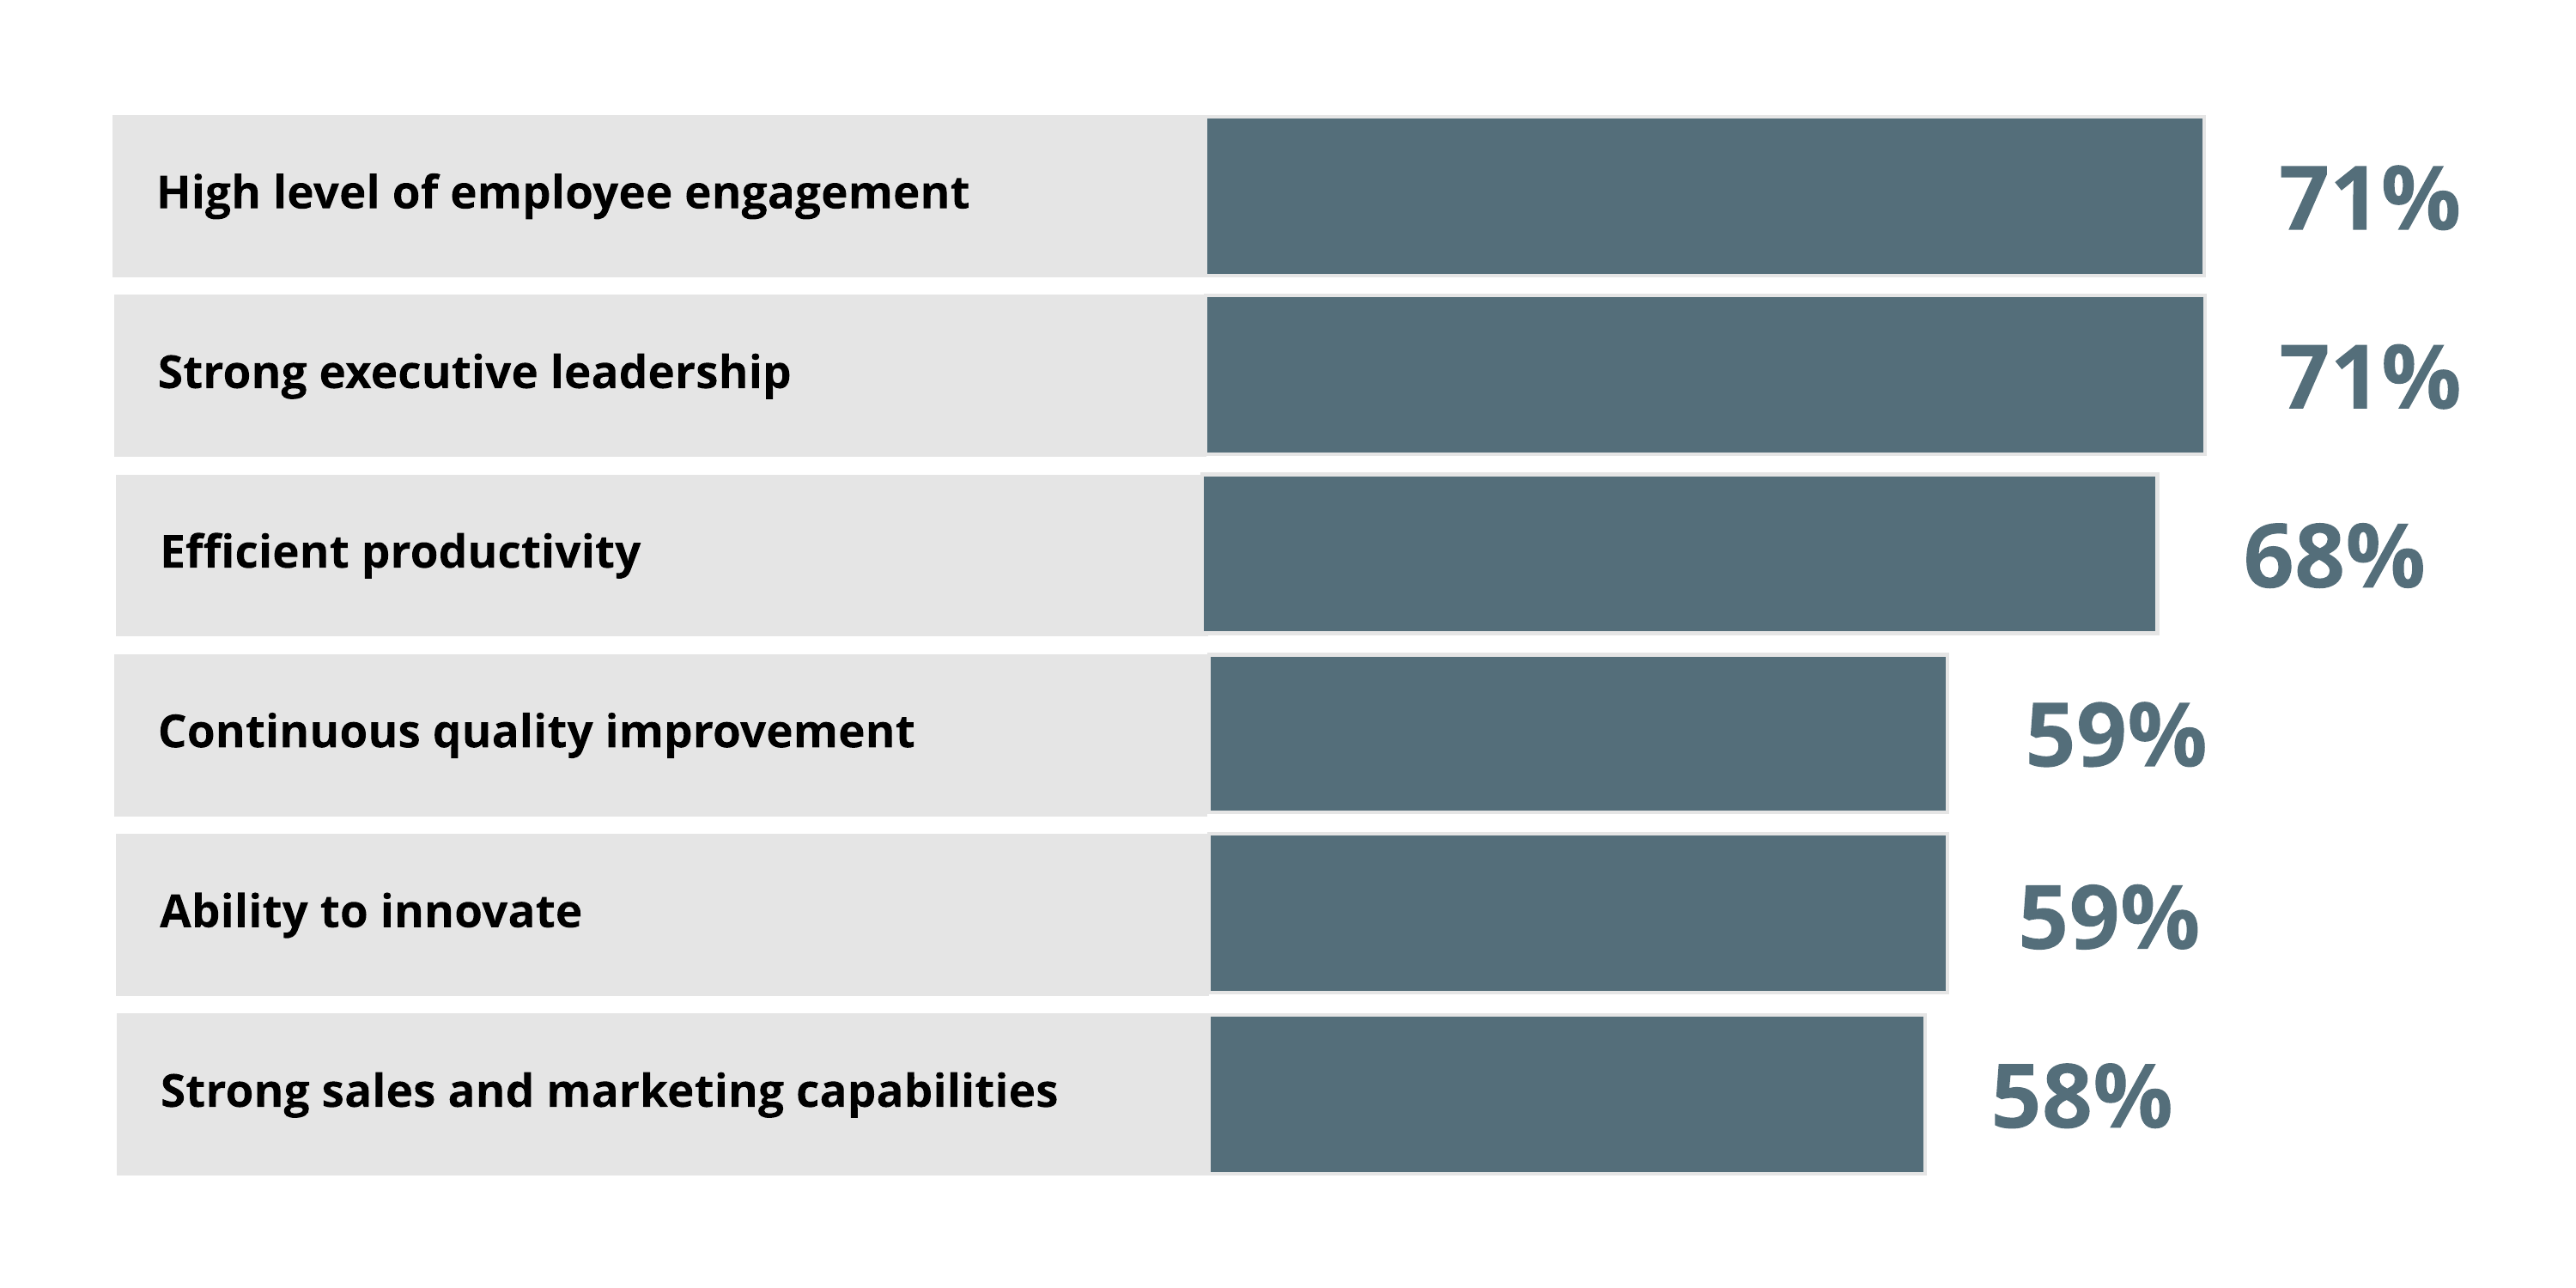 High level of employee engagement 71%
Strong executive leadership 71%
Efficient productivity 68%
Continuous quality improvement 59%
Ability to innovate 59%
Strong sales and marketing capabilities 58%